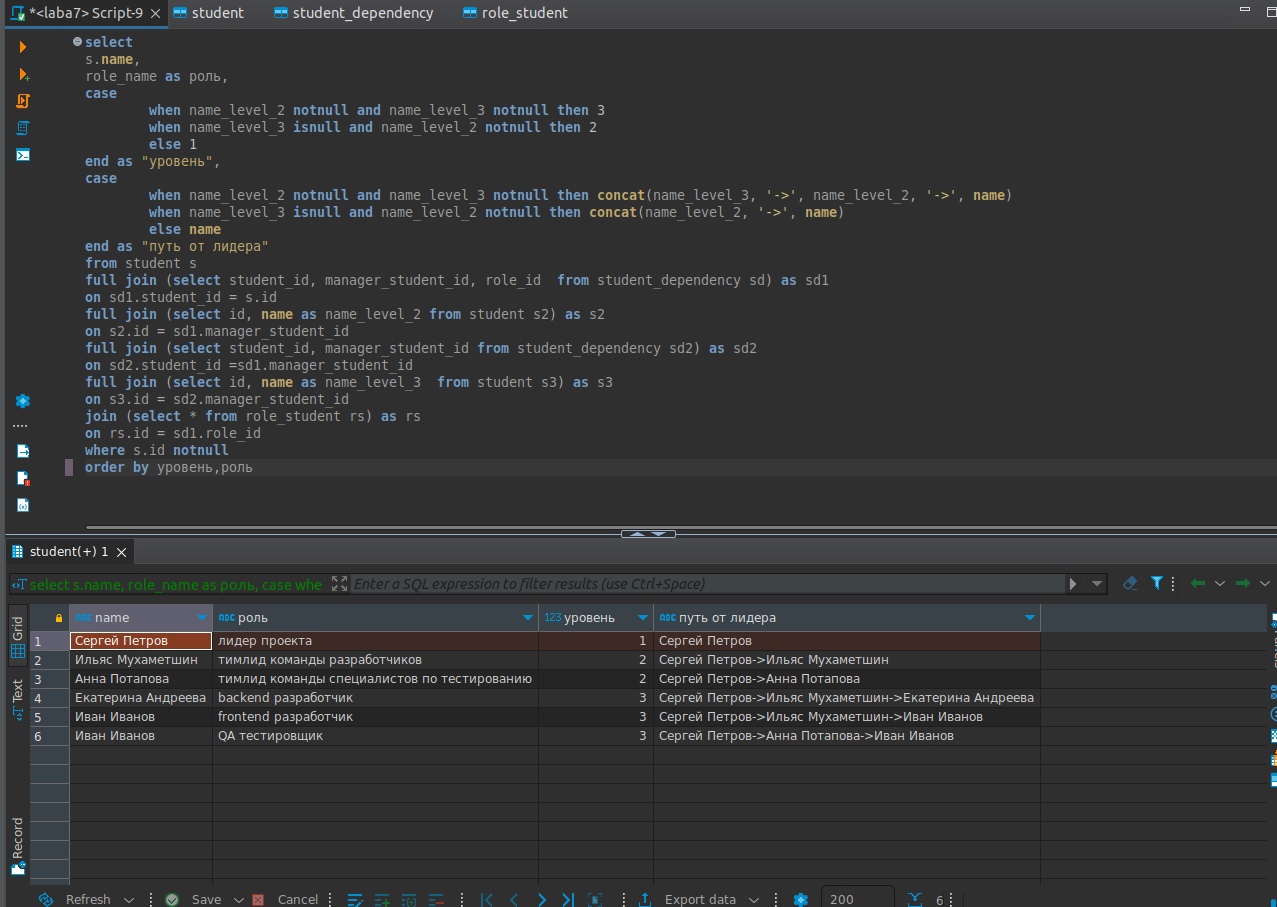 *<laba7> Script-9 student student_dependency role_student
select
s.name,
role_name as роль,
case
when name_level_2 notnull and name_level_3 notnull then 3
when name_level_3 isnull and name_level_2 notnull then 2
else 1
end as "уровень",
case
when name_level_2 notnull and name_level_3 notnull then concat(name_level_3, '->', name_level_2, '->', name)
when name_level_3 isnull and name_level_2 notnull then concat(name_level_2, '->', name)
else name
end as "путь от лидера"
from student s
full join (select student_id, manager_student_id, role_id  from student_dependency sd) as sd1
on sd1.student_id = s.id
full join (select id, name as name_level_2 from student s2) as s2
on s2.id = sd1.manager_student_id
full join (select student_id, manager_student_id from student_dependency sd2) as sd2
on sd2.student_id =sd1.manager_student_id
full join (select id, name as name_level_3  from student s3) as s3
on s3.id = sd2.manager_student_id
join (select * from role_student rs) as rs
on rs.id = sd1.role_id
where s.id notnull
order by уровень,роль
student(+) 1
select s.name, role_name as роль, case whe Enter a SQL expression to filter results (use Ctrl+Space)
Grid
Text
Record
ABC name ABC роль 123 уровень ABC путь от лидера
1 Сергей Петров лидер проекта 1 Сергей Петров
2 Ильяс Мухаметшин тимлид команды разработчиков 2 Сергей Петров->Ильяс Мухаметшин
3 Анна Потапова тимлид команды специалистов по тестированию 2 Сергей Петров->Анна Потапова
4 Екатерина Андреева backend разработчик 3 Сергей Петров->Ильяс Мухаметшин->Екатерина Андреева
5 Иван Иванов frontend разработчик 3 Сергей Петров->Ильяс Мухаметшин->Иван Иванов
6 Иван Иванов QA тестировщик 3 Сергей Петров->Анна Потапова->Иван Иванов
Refresh Save Cancel Export data 200 6